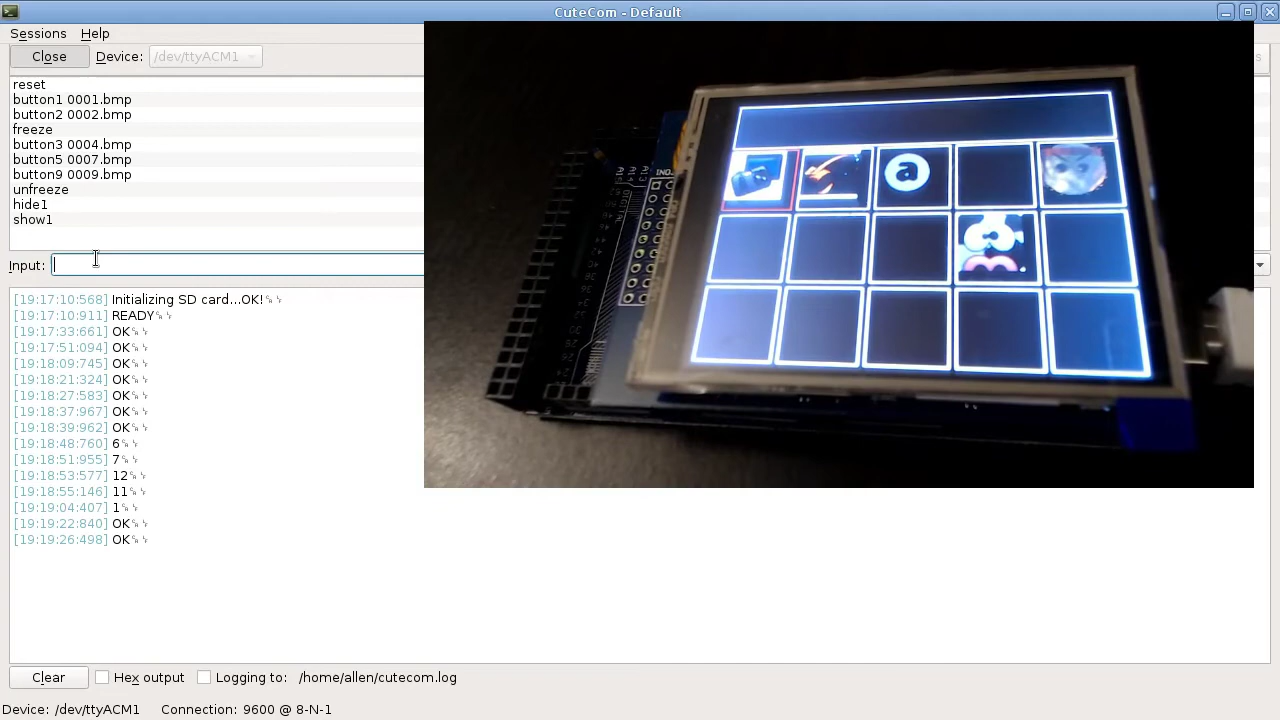 CuteCom - Default
Sessions Help
Close Device: /dev/ttyACM1
reset
button1 0001.bmp
button2 0002.bmp
freeze
button3 0004.bmp
button5 0007.bmp
button9 0009.bmp
unfreeze
hide1
show1
Input:
[19:17:10:568] Initializing SD card...OK!␍␊
[19:17:10:911] READY␍␊
[19:17:33:661] OK␍␊
[19:17:51:094] OK␍␊
[19:18:09:745] OK␍␊
[19:18:21:324] OK␍␊
[19:18:27:583] OK␍␊
[19:18:37:967] OK␍␊
[19:18:39:962] OK␍␊
[19:18:48:760] 6␍␊
[19:18:51:955] 7␍␊
[19:18:53:577] 12␍␊
[19:18:55:146] 11␍␊
[19:19:04:407] 1␍␊
[19:19:22:840] OK␍␊
[19:19:26:498] OK␍␊
a
Clear Hex output Logging to: /home/allen/cutecom.log
Device: /dev/ttyACM1 Connection: 9600 @ 8-N-1